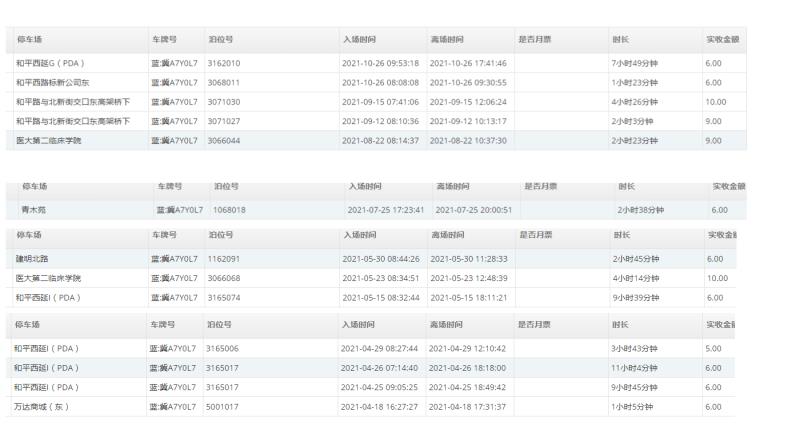 停车场 车牌号 泊位号 入场时间 离场时间 是否月票 时长 实收金额
和平西延G（PDA） 蓝:冀A7Y0L7 3162010 2021-10-26 09:53:18 2021-10-26 17:41:46 7小时49分钟 6.00
和平西路标新公司东 蓝:冀A7Y0L7 3068011 2021-10-26 08:08:08 2021-10-26 09:30:55 1小时23分钟 6.00
和平路与北新街交口东高架桥下 蓝:冀A7Y0L7 3071030 2021-09-15 07:41:06 2021-09-15 12:06:24 4小时26分钟 10.00
和平路与北新街交口东高架桥下 蓝:冀A7Y0L7 3071027 2021-09-12 08:10:36 2021-09-12 10:13:17 2小时3分钟 9.00
医大第二临床学院 蓝:冀A7Y0L7 3066044 2021-08-22 08:14:37 2021-08-22 10:37:30 2小时23分钟 9.00
停车场 车牌号 泊位号 入场时间 离场时间 是否月票 时长 实收金额
青木苑 蓝:冀A7Y0L7 1068018 2021-07-25 17:23:41 2021-07-25 20:00:51 2小时38分钟 6.00
停车场 车牌号 泊位号 入场时间 离场时间 是否月票 时长 实收金额
建明北路 蓝:冀A7Y0L7 1162091 2021-05-30 08:44:26 2021-05-30 11:28:33 2小时45分钟 6.00
医大第二临床学院 蓝:冀A7Y0L7 3066068 2021-05-23 08:34:51 2021-05-23 12:48:39 4小时14分钟 10.00
和平西延I（PDA） 蓝:冀A7Y0L7 3165074 2021-05-15 08:32:44 2021-05-15 18:11:21 9小时39分钟 6.00
停车场 车牌号 泊位号 入场时间 离场时间 是否月票 时长 实收金额
和平西延I（PDA） 蓝:冀A7Y0L7 3165006 2021-04-29 08:27:44 2021-04-29 12:10:42 3小时43分钟 5.00
和平西延I（PDA） 蓝:冀A7Y0L7 3165017 2021-04-26 07:14:40 2021-04-26 18:18:00 11小时4分钟 6.00
和平西延I（PDA） 蓝:冀A7Y0L7 3165017 2021-04-25 09:05:25 2021-04-25 18:49:42 9小时45分钟 6.00
万达商城（东） 蓝:冀A7Y0L7 5001017 2021-04-18 16:27:27 2021-04-18 17:31:37 1小时5分钟 6.00